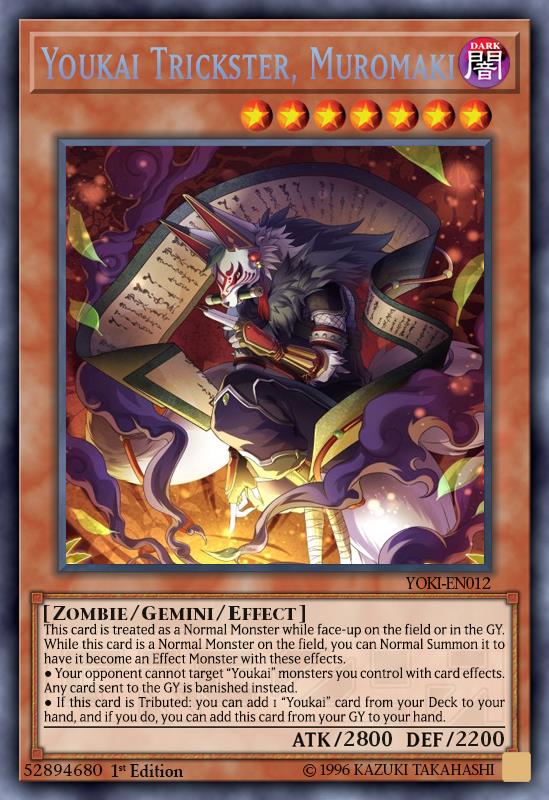 YOUKAI TRICKSTER, MUROMAKI
DARK
闇
YOKI-EN012
[ZOMBIE/GEMINI/EFFECT]
This card is treated as a Normal Monster while face-up on the field or in the GY.
While this card is a Normal Monster on the field, you can Normal Summon it to
have it become an Effect Monster with these effects.
● Your opponent cannot target "Youkai" monsters you control with card effects.
Any card sent to the GY is banished instead.
● If this card is Tributed: you can add 1 "Youkai" card from your Deck to your
hand, and if you do, you can add this card from your GY to your hand.
ATK/2800 DEF/2200
52894680 1st Edition © 1996 KAZUKI TAKAHASHI